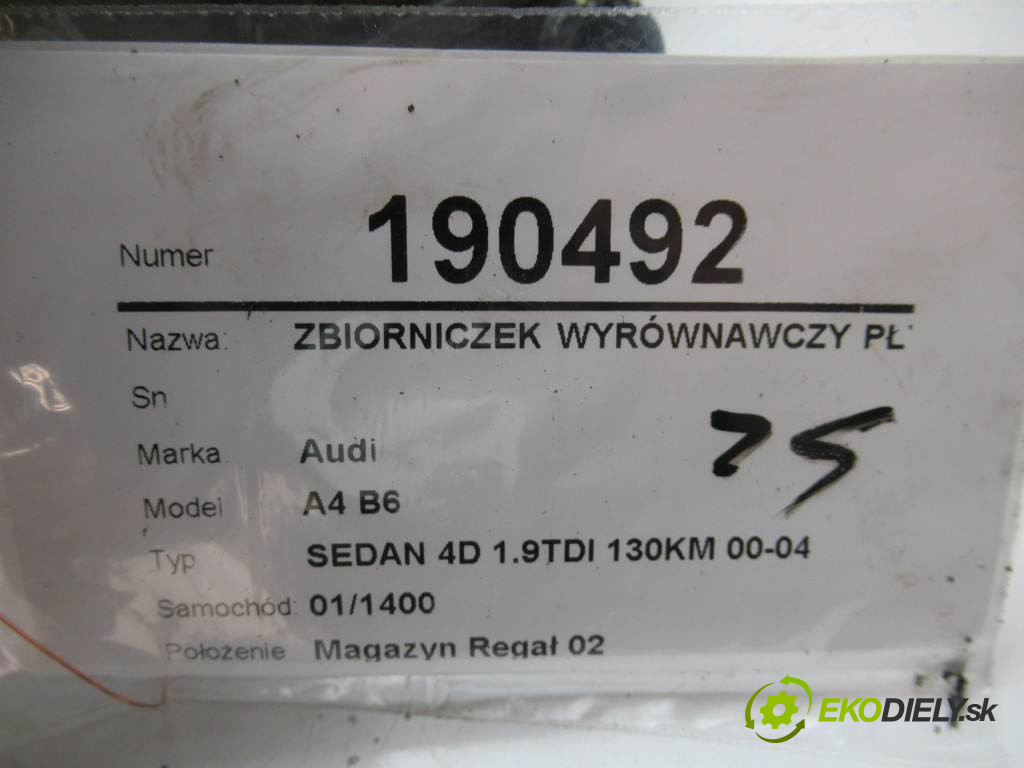 Numer 190492
Nazwa: ZBIORNICZEK WYRÓWNAWCZY PŁ
Sn
Marka Audi
Model A4 B6
Typ SEDAN 4D 1.9TDI 130KM 00-04
Samochód: 01/1400
Położenie Magazyn Regał 02
25
EKODIELY.sk